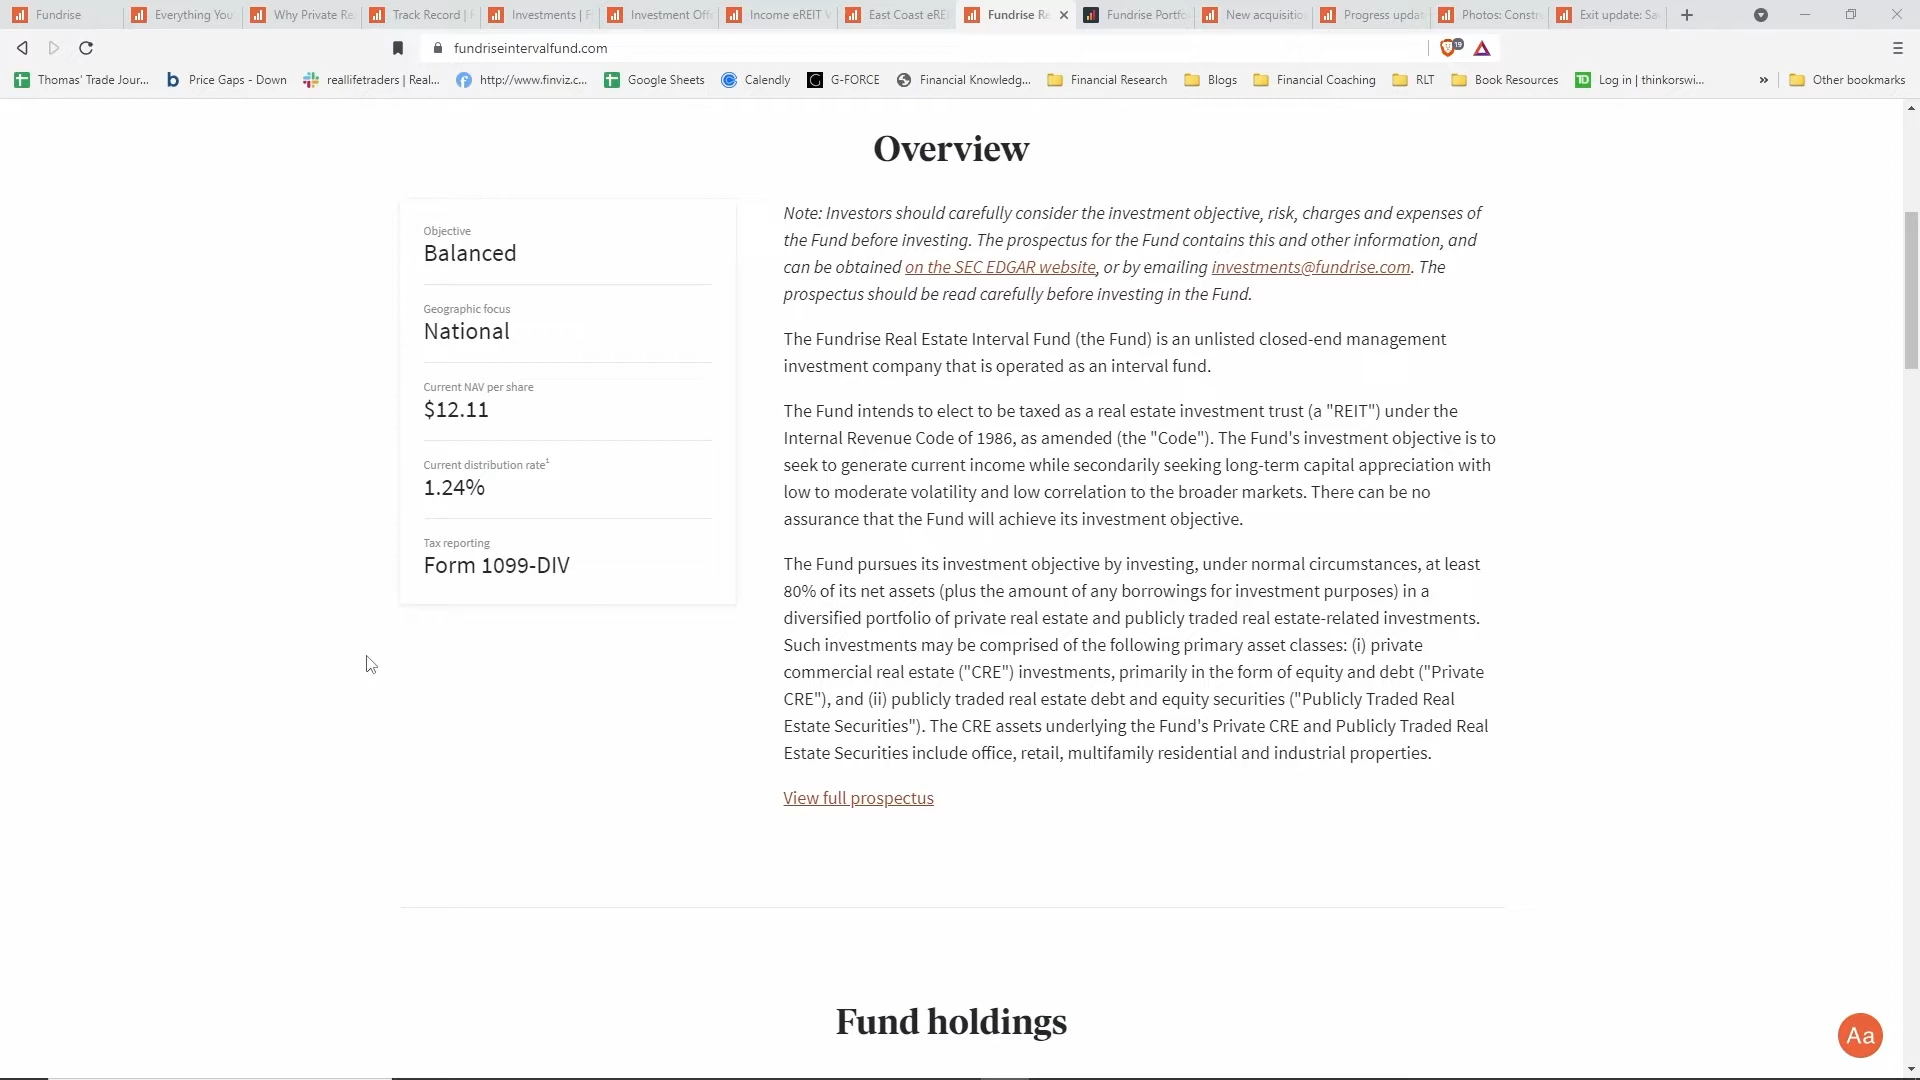 Fundrise
Everything You
Why Private Re
Track Record | F
Investments | F
Investment Off
Income eREIT V
East Coast eREI
Fundrise Re
Fundrise Portfo
New acquisitio
Progress updat
Photos: Constr
Exit update: Sa
fundriseintervalfund.com
19
Thomas' Trade Jour...
Price Gaps - Down
reallifetraders | Real...
http://www.finviz.c...
Google Sheets
Calendly
G-FORCE
Financial Knowledg...
Financial Research
Blogs
Financial Coaching
RLT
Book Resources
Log in | thinkorswi...
»
Other bookmarks
Overview
Objective
Balanced
Geographic focus
National
Current NAV per share
$12.11
Current distribution rate1
1.24%
Tax reporting
Form 1099-DIV
Note: Investors should carefully consider the investment objective, risk, charges and expenses of
the Fund before investing. The prospectus for the Fund contains this and other information, and
can be obtained on the SEC EDGAR website, or by emailing investments@fundrise.com. The
prospectus should be read carefully before investing in the Fund.
The Fundrise Real Estate Interval Fund (the Fund) is an unlisted closed-end management
investment company that is operated as an interval fund.
The Fund intends to elect to be taxed as a real estate investment trust (a "REIT") under the
Internal Revenue Code of 1986, as amended (the "Code"). The Fund's investment objective is to
seek to generate current income while secondarily seeking long-term capital appreciation with
low to moderate volatility and low correlation to the broader markets. There can be no
assurance that the Fund will achieve its investment objective.
The Fund pursues its investment objective by investing, under normal circumstances, at least
80% of its net assets (plus the amount of any borrowings for investment purposes) in a
diversified portfolio of private real estate and publicly traded real estate-related investments.
Such investments may be comprised of the following primary asset classes: (i) private
commercial real estate ("CRE") investments, primarily in the form of equity and debt ("Private
CRE"), and (ii) publicly traded real estate debt and equity securities ("Publicly Traded Real
Estate Securities"). The CRE assets underlying the Fund's Private CRE and Publicly Traded Real
Estate Securities include office, retail, multifamily residential and industrial properties.
View full prospectus
Fund holdings
Aa